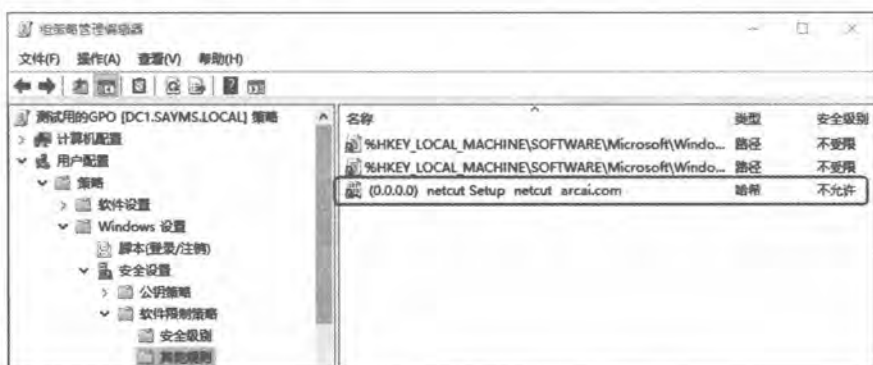 组策略管理编辑器
文件(F) 操作(A) 查看(V) 帮助(H)
测试用的GPO [DC1.SAYMS.LOCAL] 策略
计算机配置
用户配置
策略
软件设置
Windows 设置
脚本(登录/注销)
安全设置
公钥策略
软件限制策略
安全级别
其他规则
名称 类型 安全级别
%HKEY_LOCAL_MACHINE\SOFTWARE\Microsoft\Windo... 路径 不受限
%HKEY_LOCAL_MACHINE\SOFTWARE\Microsoft\Windo... 路径 不受限
(0.0.0.0) netcut Setup netcut arcai.com 哈希 不允许